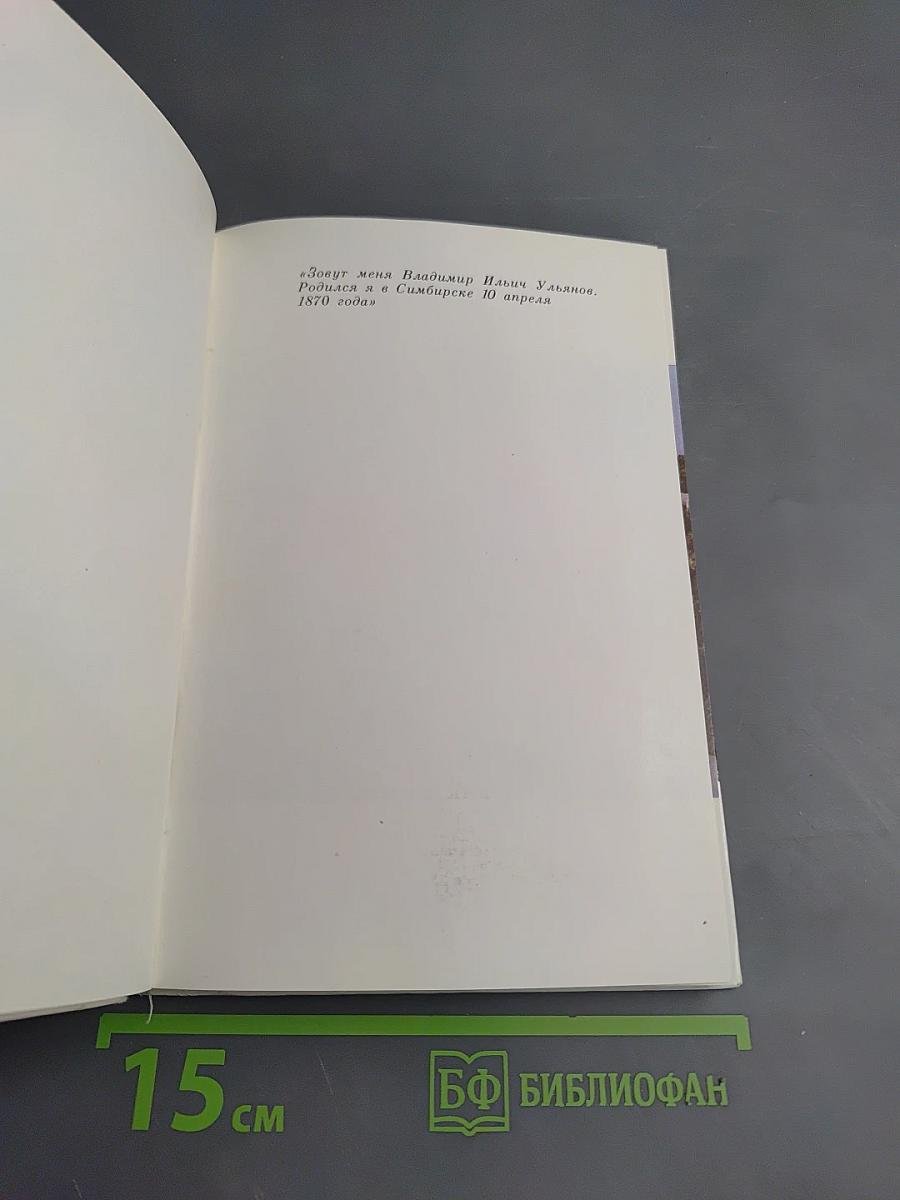 «Зовут меня Владимир Ильич Ульянов.
Родился я в Симбирске 10 апреля
1870 года»
15 см
БФ БИБЛИОФАН